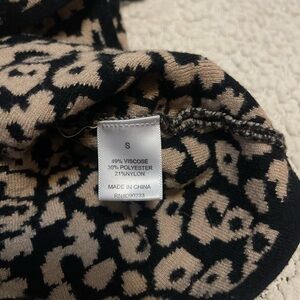 S
49% VISCOSE
30% POLYESTER
21%NYLON
MADE IN CHINA